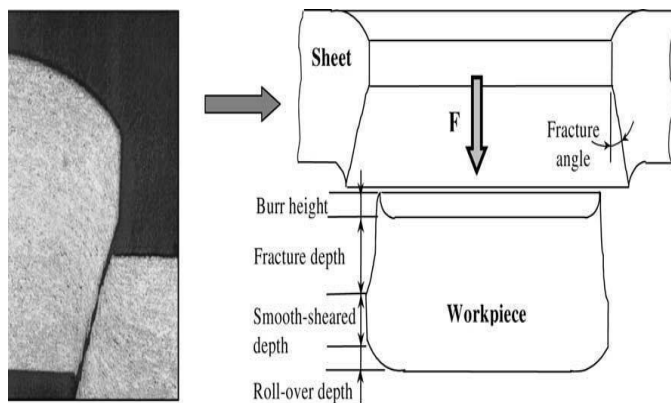 Sheet
F
Fracture
angle
Burr height
Fracture depth
Smooth-sheared
depth
Workpiece
Roll-over depth